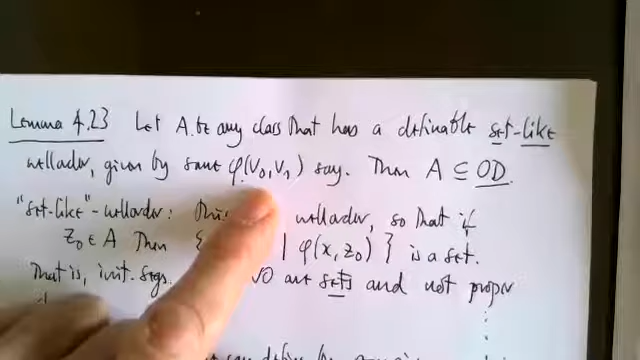 Lemma 4.23 Let A be any class that has a definable set-like
wellorder, given by some φ(v₀, v₁) say. Then A ⊆ OD.
"set-like"-wellorder: wellorder, so that if
z₀ ∈ A then { | φ(x, z₀) } is a set.
That is, init. segs. WO are sets and not proper